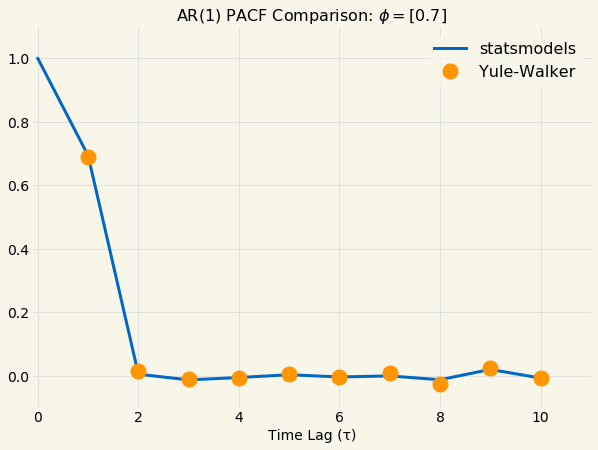 AR(1) PACF Comparison: ϕ = [0.7]
statsmodels
Yule-Walker
1.0
0.8
0.6
0.4
0.2
0.0
0 2 4 6 8 10
Time Lag (τ)